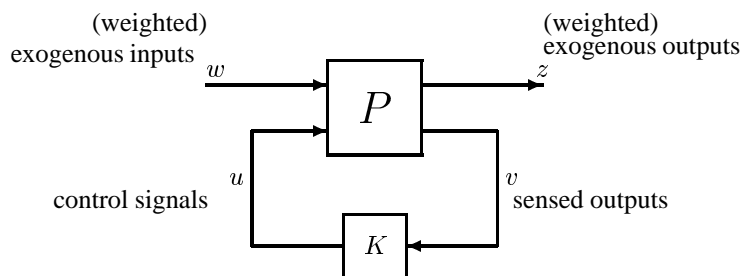 (weighted)
exogenous inputs
w
P
(weighted)
exogenous outputs
z
control signals
u
v
sensed outputs
K